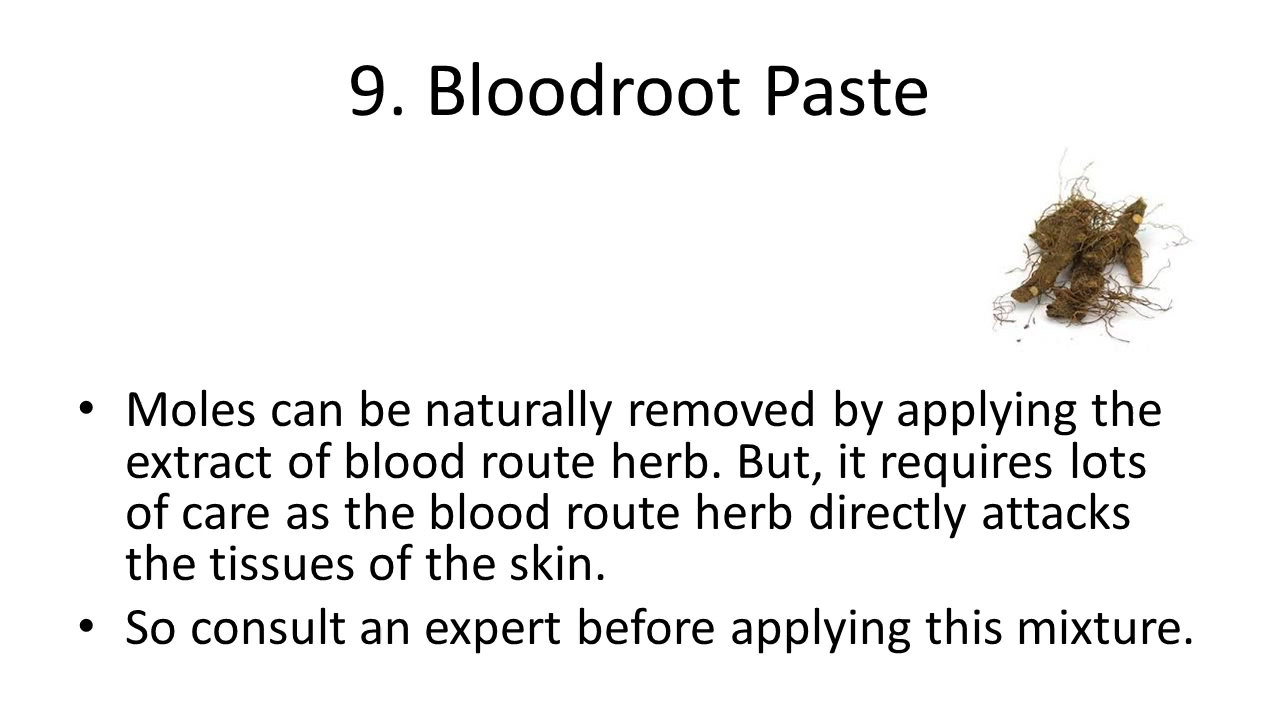 9. Bloodroot Paste
• Moles can be naturally removed by applying the
extract of blood route herb. But, it requires lots
of care as the blood route herb directly attacks
the tissues of the skin.
• So consult an expert before applying this mixture.